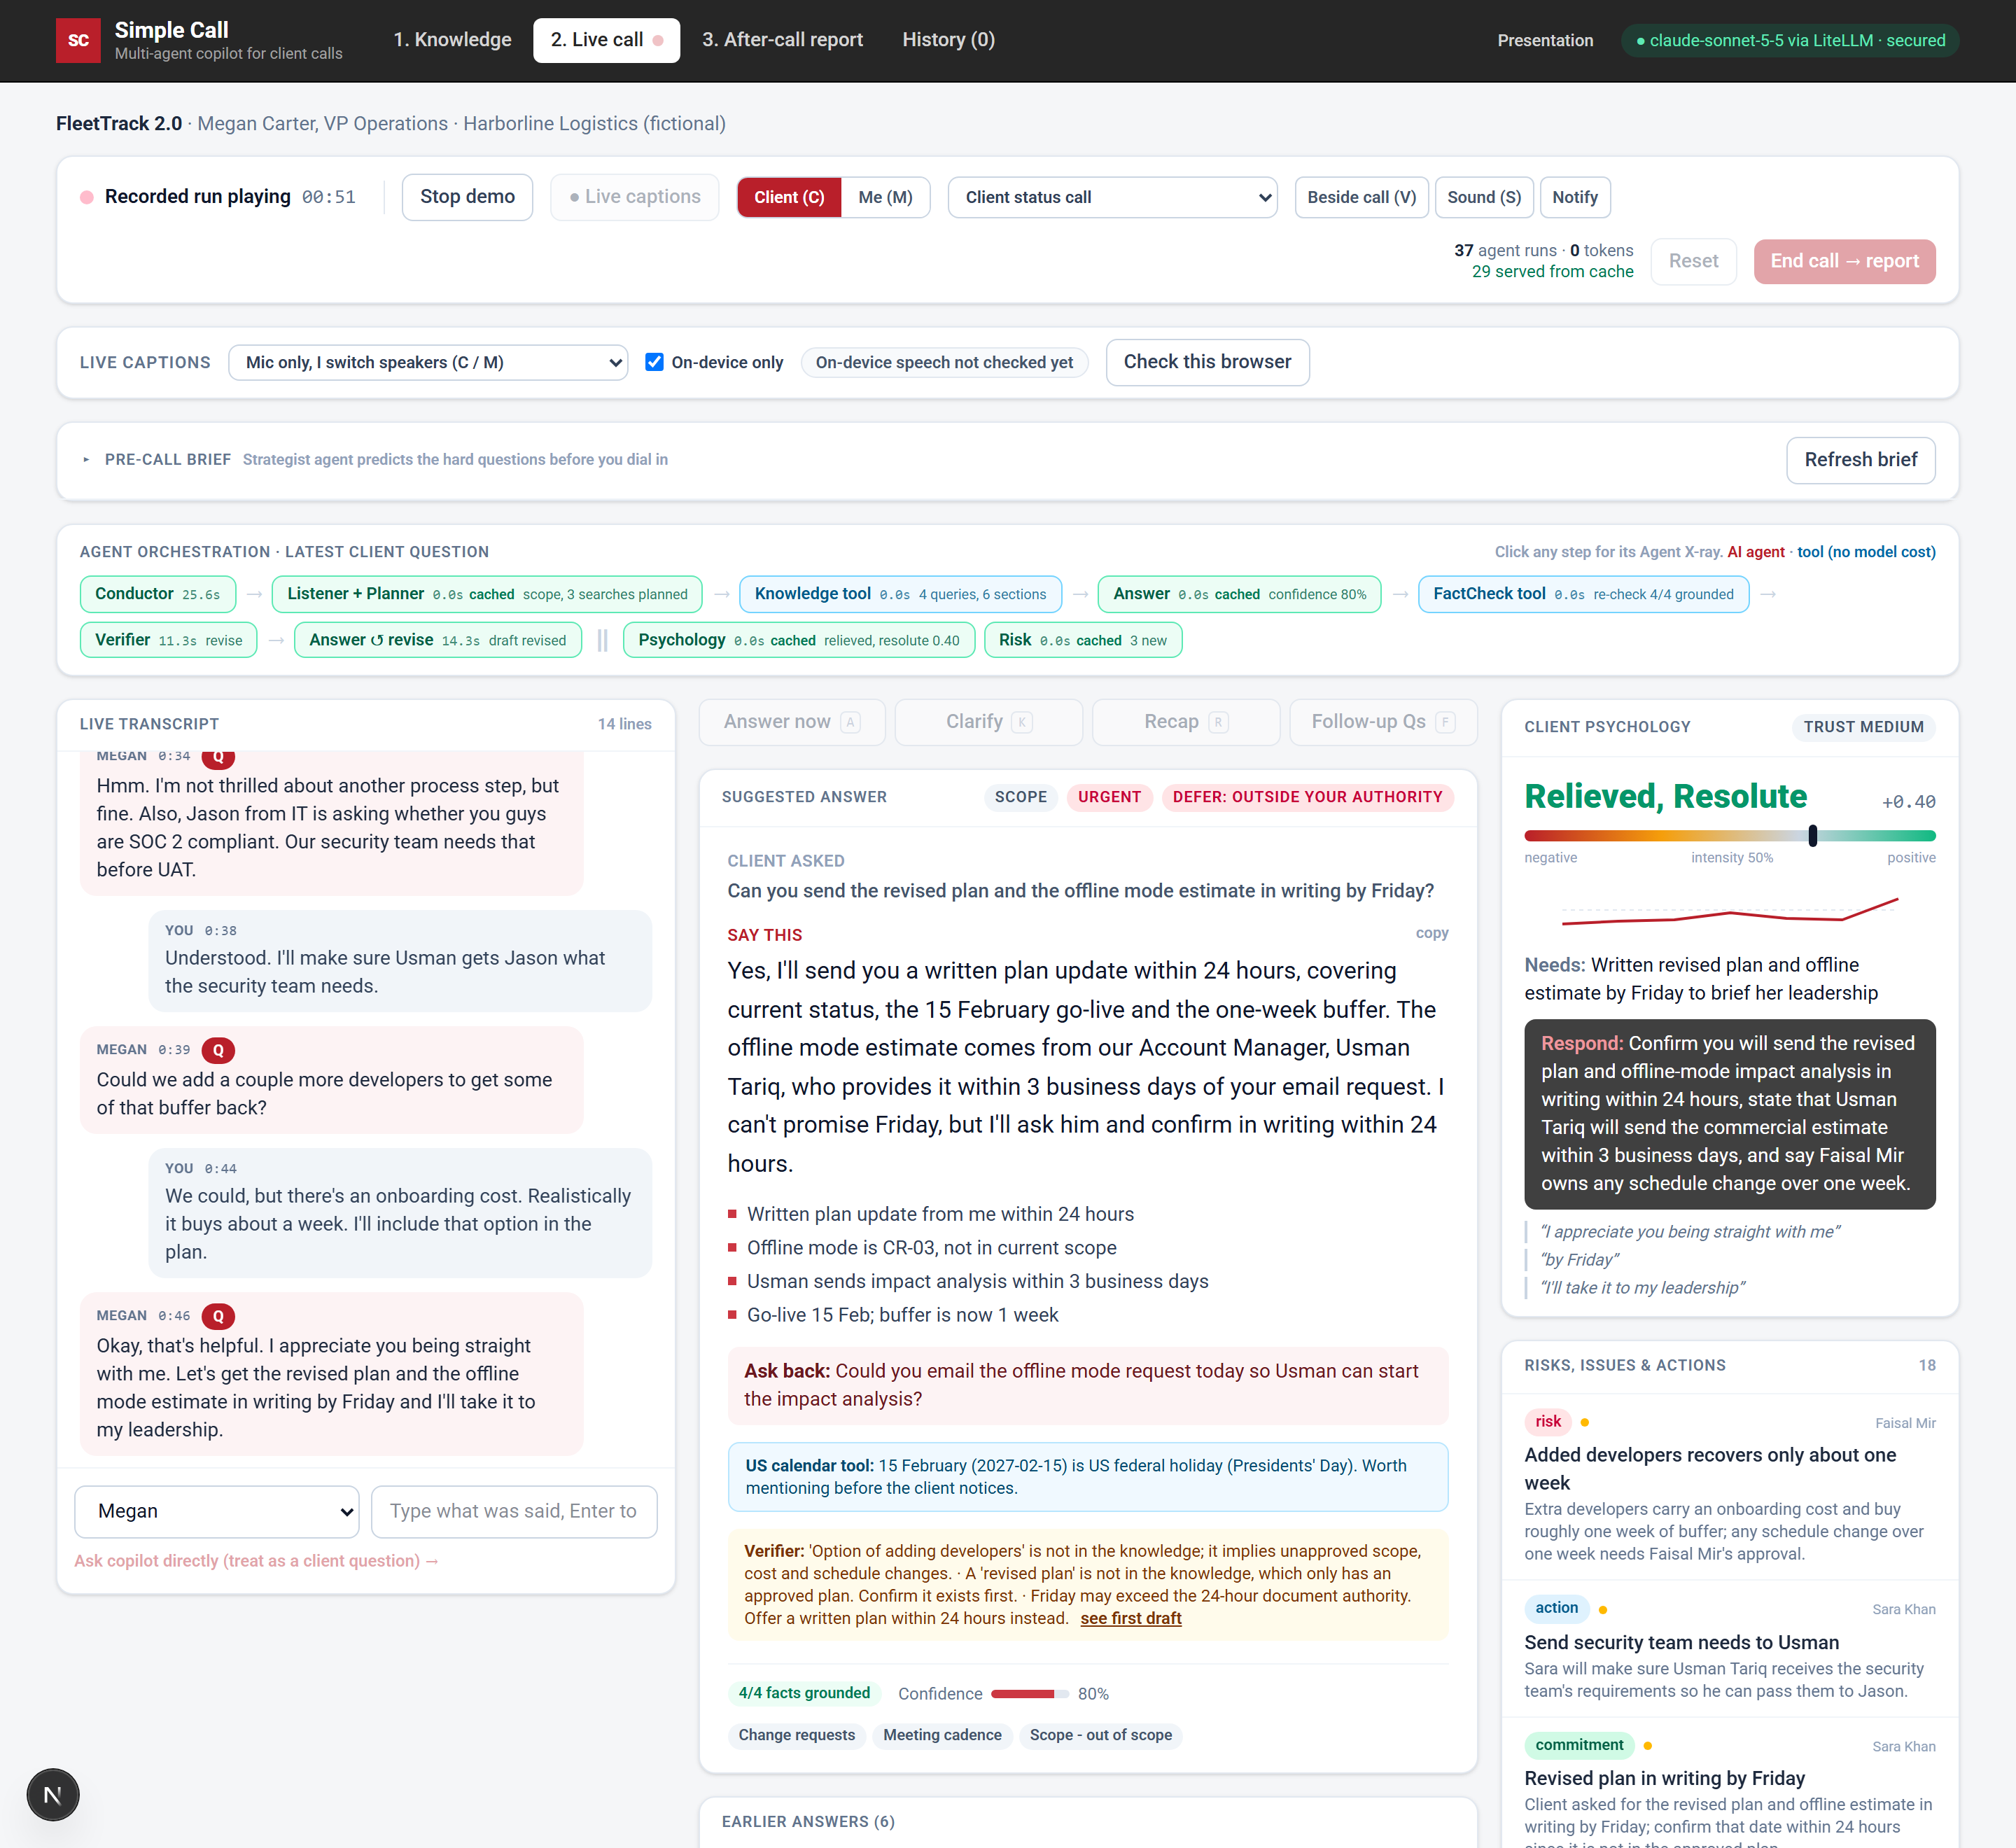 SC
Simple Call
Multi-agent copilot for client calls
1. Knowledge
2. Live call
3. After-call report
History (0)
Presentation
● claude-sonnet-5-5 via LiteLLM · secured
FleetTrack 2.0 · Megan Carter, VP Operations · Harborline Logistics (fictional)
Recorded run playing 00:51
Stop demo
● Live captions
Client (C)
Me (M)
Client status call
Beside call (V)
Sound (S)
Notify
37 agent runs · 0 tokens
29 served from cache
Reset
End call → report
LIVE CAPTIONS
Mic only, I switch speakers (C / M)
On-device only
On-device speech not checked yet
Check this browser
PRE-CALL BRIEF Strategist agent predicts the hard questions before you dial in
Refresh brief
AGENT ORCHESTRATION · LATEST CLIENT QUESTION
Click any step for its Agent X-ray. AI agent · tool (no model cost)
Conductor 25.6s →
Listener + Planner 0.0s cached scope, 3 searches planned →
Knowledge tool 0.0s 4 queries, 6 sections →
Answer 0.0s cached confidence 80% →
FactCheck tool 0.0s re-check 4/4 grounded →
Verifier 11.3s revise →
Answer ↺ revise 14.3s draft revised
Psychology 0.0s cached relieved, resolute 0.40
Risk 0.0s cached 3 new
LIVE TRANSCRIPT
14 lines
MEGAN 0:34 Q
Hmm. I'm not thrilled about another process step, but
fine. Also, Jason from IT is asking whether you guys
are SOC 2 compliant. Our security team needs that
before UAT.
YOU 0:38
Understood. I'll make sure Usman gets Jason what
the security team needs.
MEGAN 0:39 Q
Could we add a couple more developers to get some
of that buffer back?
YOU 0:44
We could, but there's an onboarding cost. Realistically
it buys about a week. I'll include that option in the
plan.
MEGAN 0:46 Q
Okay, that's helpful. I appreciate you being straight
with me. Let's get the revised plan and the offline
mode estimate in writing by Friday and I'll take it to
my leadership.
Megan
Type what was said, Enter to
Ask copilot directly (treat as a client question) →
Answer now A
Clarify K
Recap R
Follow-up Qs F
SUGGESTED ANSWER
SCOPE
URGENT
DEFER: OUTSIDE YOUR AUTHORITY
CLIENT ASKED
Can you send the revised plan and the offline mode estimate in writing by Friday?
SAY THIS
copy
Yes, I'll send you a written plan update within 24 hours, covering
current status, the 15 February go-live and the one-week buffer. The
offline mode estimate comes from our Account Manager, Usman
Tariq, who provides it within 3 business days of your email request. I
can't promise Friday, but I'll ask him and confirm in writing within 24
hours.
Written plan update from me within 24 hours
Offline mode is CR-03, not in current scope
Usman sends impact analysis within 3 business days
Go-live 15 Feb; buffer is now 1 week
Ask back: Could you email the offline mode request today so Usman can start
the impact analysis?
US calendar tool: 15 February (2027-02-15) is US federal holiday (Presidents' Day). Worth
mentioning before the client notices.
Verifier: 'Option of adding developers' is not in the knowledge; it implies unapproved scope,
cost and schedule changes. · A 'revised plan' is not in the knowledge, which only has an
approved plan. Confirm it exists first. · Friday may exceed the 24-hour document authority.
Offer a written plan within 24 hours instead. see first draft
4/4 facts grounded
Confidence 80%
Change requests
Meeting cadence
Scope - out of scope
EARLIER ANSWERS (6)
CLIENT PSYCHOLOGY
TRUST MEDIUM
Relieved, Resolute
+0.40
negative
intensity 50%
positive
Needs: Written revised plan and offline
estimate by Friday to brief her leadership
Respond: Confirm you will send the revised
plan and offline-mode impact analysis in
writing within 24 hours, state that Usman
Tariq will send the commercial estimate
within 3 business days, and say Faisal Mir
owns any schedule change over one week.
“I appreciate you being straight with me”
“by Friday”
“I'll take it to my leadership”
RISKS, ISSUES & ACTIONS
18
risk
Faisal Mir
Added developers recovers only about one
week
Extra developers carry an onboarding cost and buy
roughly one week of buffer; any schedule change over
one week needs Faisal Mir's approval.
action
Sara Khan
Send security team needs to Usman
Sara will make sure Usman Tariq receives the security
team's requirements so he can pass them to Jason.
commitment
Sara Khan
Revised plan in writing by Friday
Client asked for the revised plan and offline estimate in
writing by Friday; confirm that date within 24 hours
N